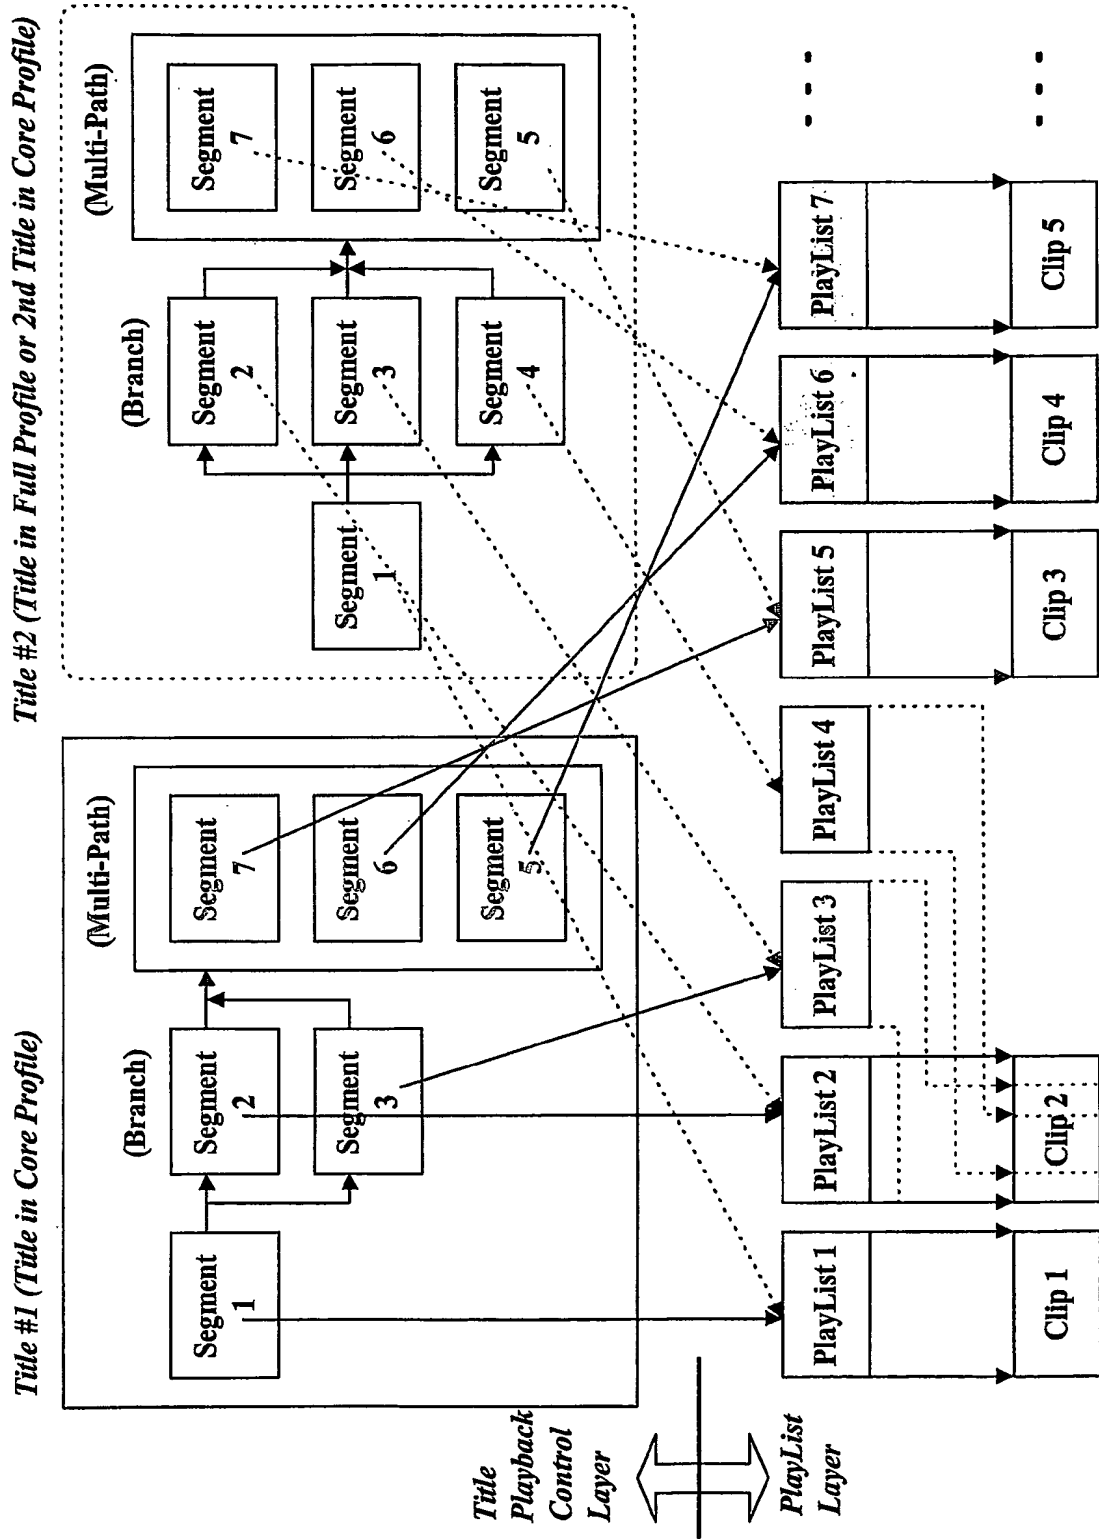 Title #1 (Title in Core Profile)
Title #2 (Title in Full Profile or 2nd Title in Core Profile)
(Branch)
(Multi-Path)
Segment
1
Segment
2
Segment
3
Segment
7
Segment
6
Segment
5
(Branch)
(Multi-Path)
Segment
1
Segment
2
Segment
3
Segment
4
Segment
7
Segment
6
Segment
5
Title
Playback
Control
Layer
PlayList
Layer
PlayList 1
PlayList 2
PlayList 3
PlayList 4
PlayList 5
PlayList 6
PlayList 7
Clip 1
Clip 2
Clip 3
Clip 4
Clip 5